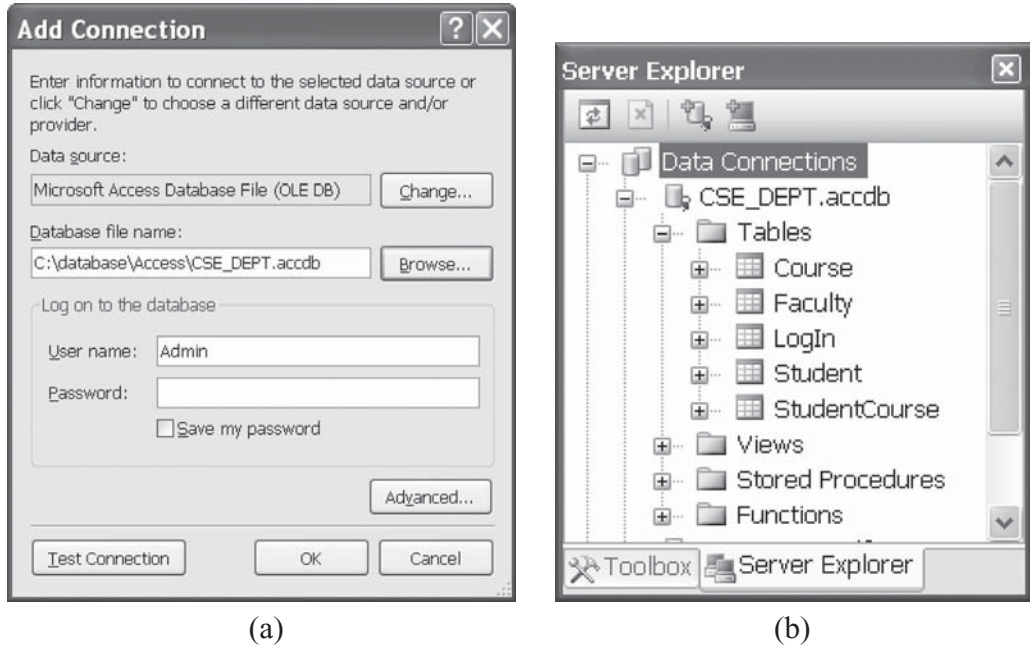 Add Connection
Enter information to connect to the selected data source or
click "Change" to choose a different data source and/or
provider.
Data source:
Microsoft Access Database File (OLE DB)
Change...
Database file name:
C:\database\Access\CSE_DEPT.accdb
Browse...
Log on to the database
User name:
Admin
Password:
Save my password
Advanced...
Test Connection
OK
Cancel
(a)
Server Explorer
Data Connections
CSE_DEPT.accdb
Tables
Course
Faculty
LogIn
Student
StudentCourse
Views
Stored Procedures
Functions
Toolbox
Server Explorer
(b)